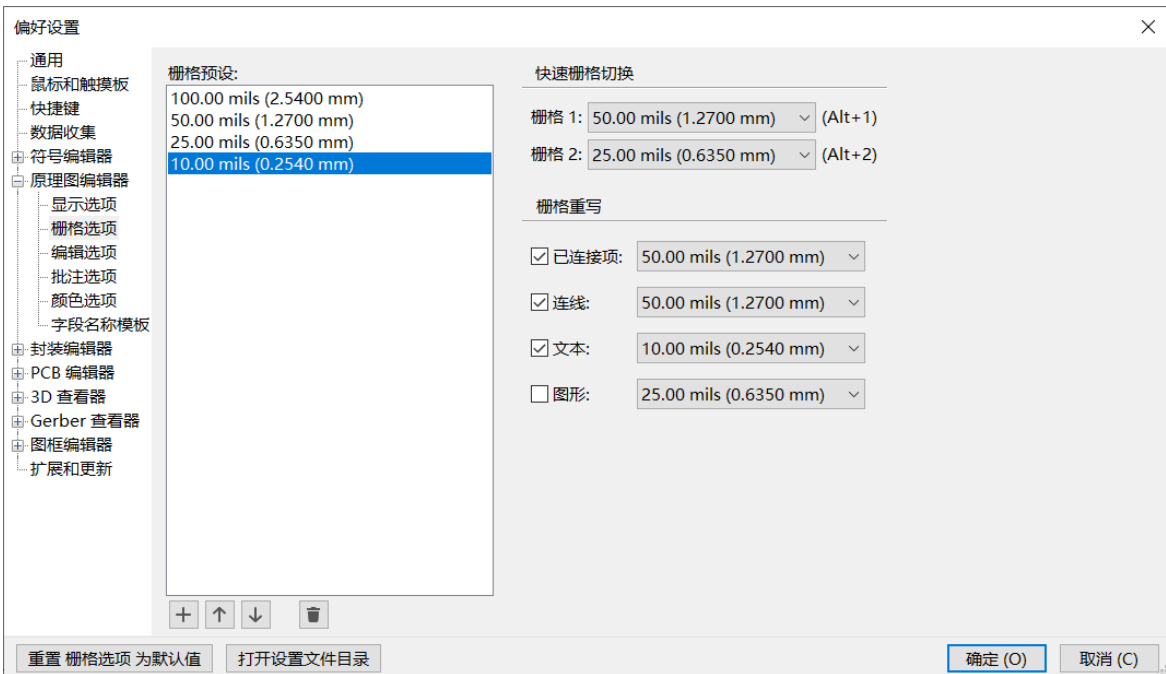 偏好设置
通用
鼠标和触摸板
快捷键
数据收集
符号编辑器
原理图编辑器
显示选项
栅格选项
编辑选项
批注选项
颜色选项
字段名称模板
封装编辑器
PCB 编辑器
3D 查看器
Gerber 查看器
图框编辑器
扩展和更新
栅格预设:
100.00 mils (2.5400 mm)
50.00 mils (1.2700 mm)
25.00 mils (0.6350 mm)
10.00 mils (0.2540 mm)
快速栅格切换
栅格 1: 50.00 mils (1.2700 mm) (Alt+1)
栅格 2: 25.00 mils (0.6350 mm) (Alt+2)
栅格重写
已连接项: 50.00 mils (1.2700 mm)
连线: 50.00 mils (1.2700 mm)
文本: 10.00 mils (0.2540 mm)
图形: 25.00 mils (0.6350 mm)
重置 栅格选项 为默认值 打开设置文件目录 确定 (O) 取消 (C)